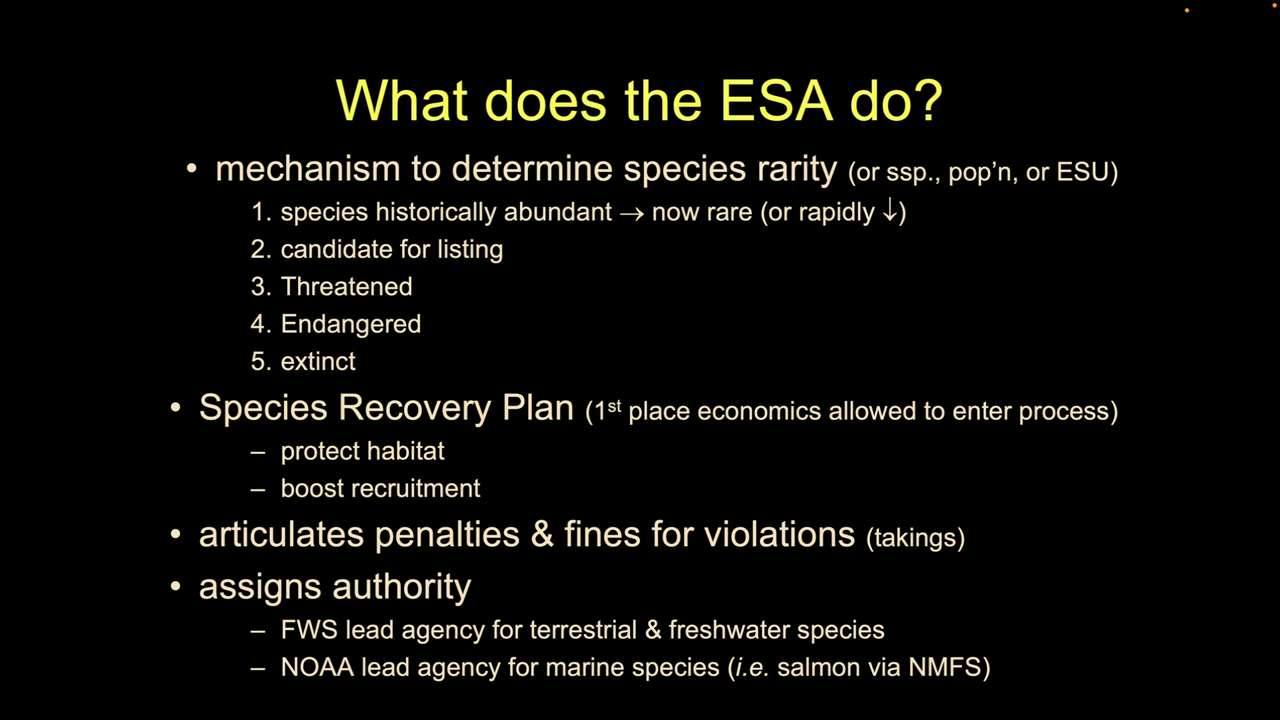 What does the ESA do?
• mechanism to determine species rarity (or ssp., pop’n, or ESU)
1. species historically abundant → now rare (or rapidly ↓)
2. candidate for listing
3. Threatened
4. Endangered
5. extinct
• Species Recovery Plan (1st place economics allowed to enter process)
– protect habitat
– boost recruitment
• articulates penalties & fines for violations (takings)
• assigns authority
– FWS lead agency for terrestrial & freshwater species
– NOAA lead agency for marine species (i.e. salmon via NMFS)